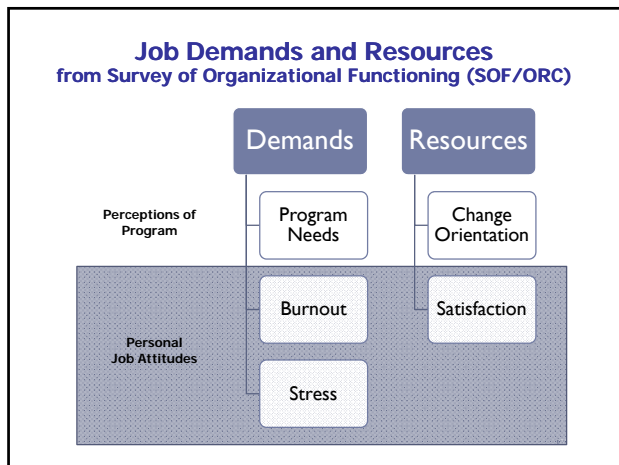 Job Demands and Resources
from Survey of Organizational Functioning (SOF/ORC)
Demands
Resources
Perceptions of
Program
Program
Needs
Change
Orientation
Burnout
Satisfaction
Personal
Job Attitudes
Stress